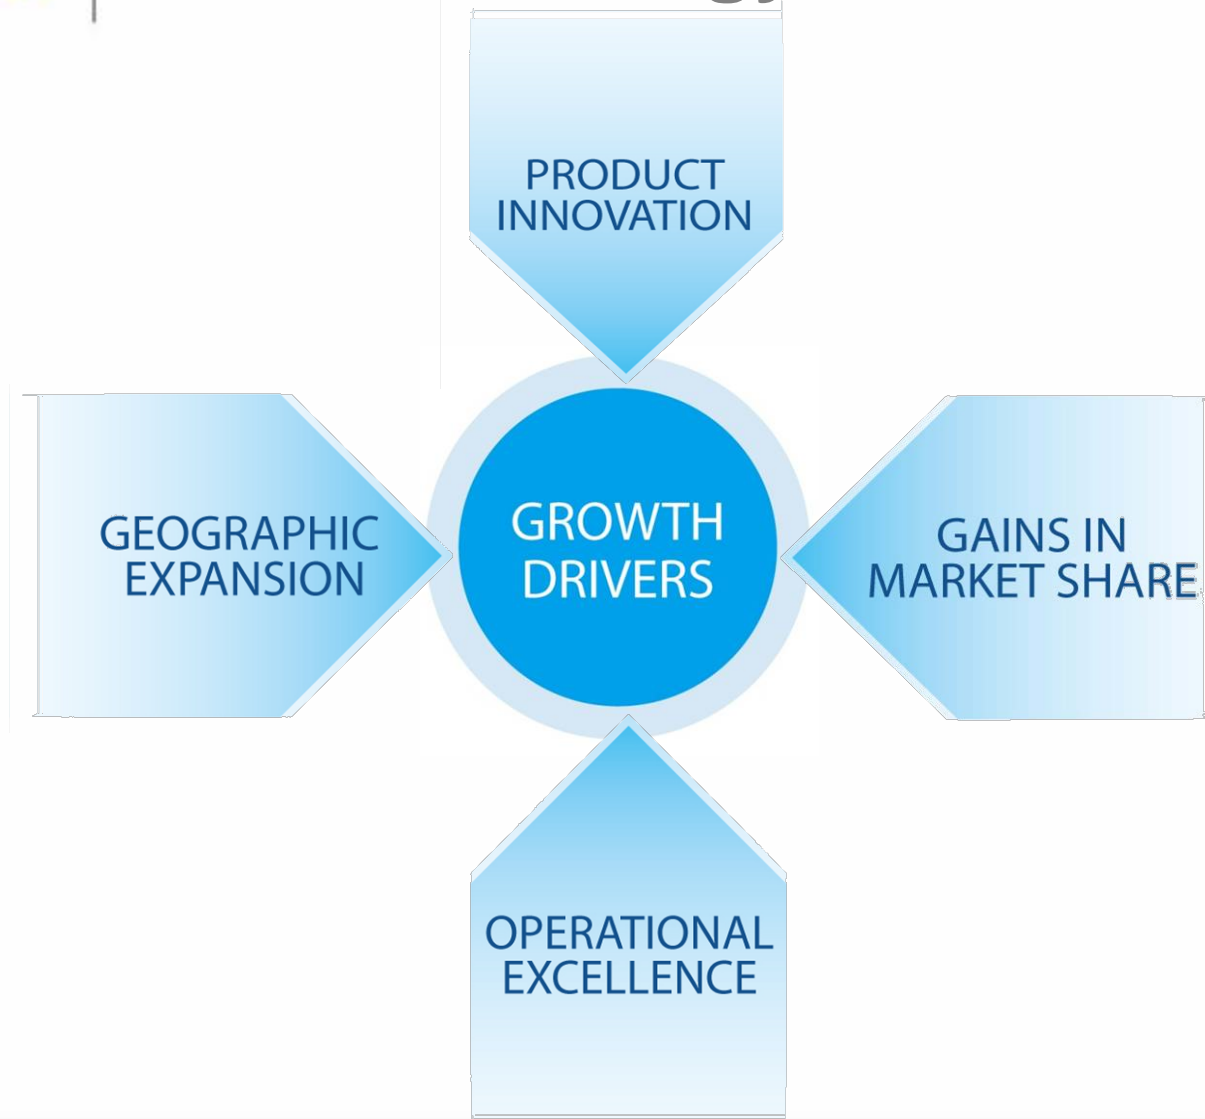 PRODUCT
INNOVATION
GEOGRAPHIC
EXPANSION
GROWTH
DRIVERS
GAINS IN
MARKET SHARE
OPERATIONAL
EXCELLENCE